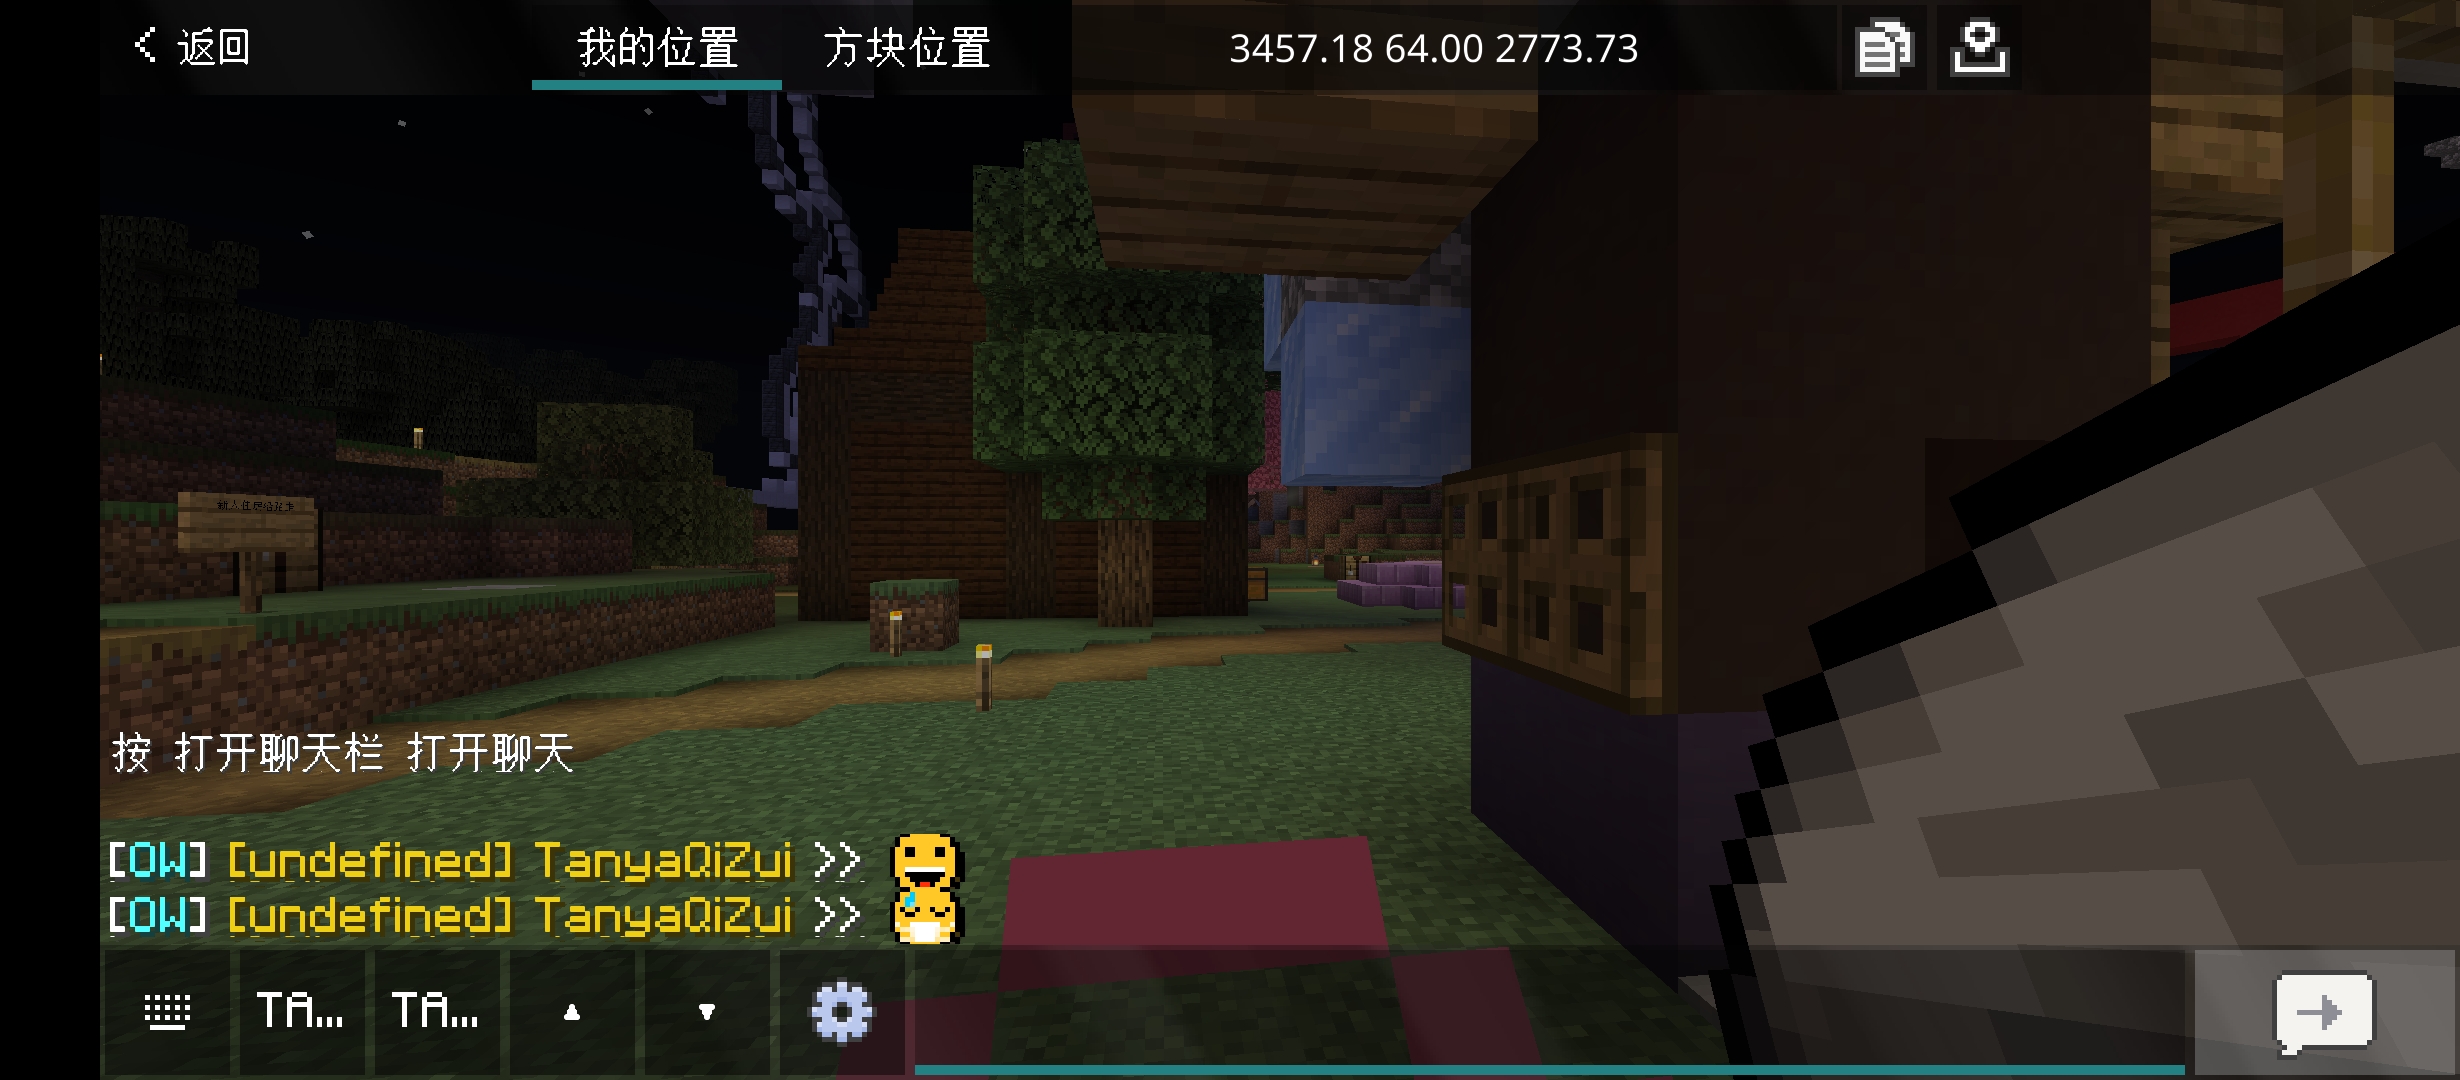 返回
我的位置
方块位置
3457.18 64.00 2773.73
按 打开聊天栏 打开聊天
[OW] [undefined] TanyaQiZui >>
[OW] [undefined] TanyaQiZui >>
TA...
TA...